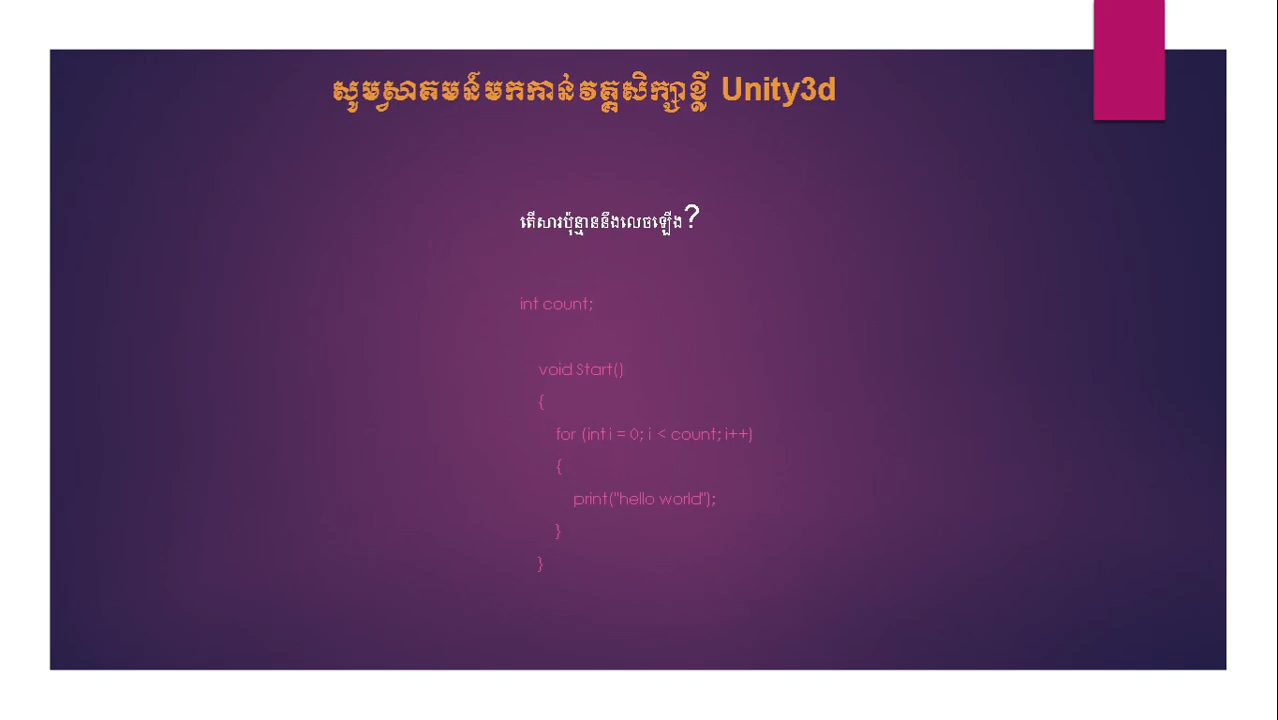 សូមស្វាគមន៍មកកាន់វគ្គសិក្សាខ្លី Unity3d
តើសារប៉ុន្មាននឹងលេចឡើង?
int count;
void Start()
{
for (int i = 0; i < count; i++)
{
print("hello world");
}
}